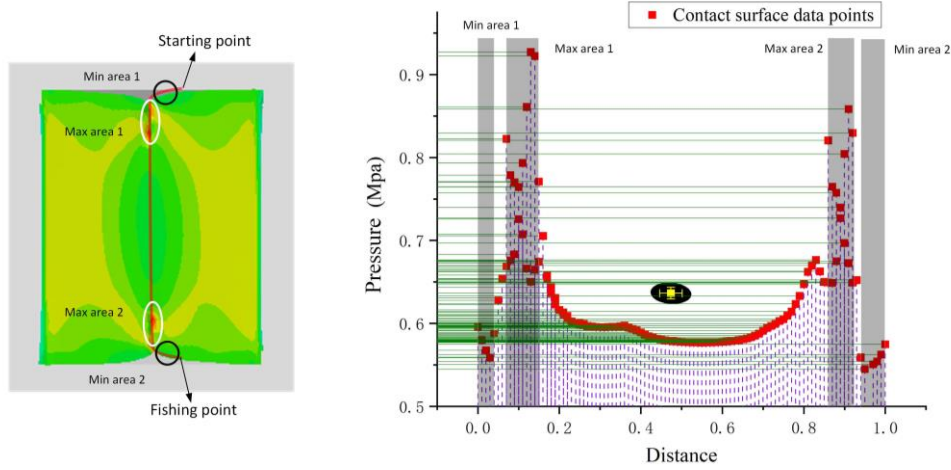 Starting point
Min area 1
Max area 1
Max area 2
Min area 2
Fishing point
Contact surface data points
Min area 1
Max area 1
Max area 2
Min area 2
Pressure (Mpa)
0.9
0.8
0.7
0.6
0.5
0.0 0.2 0.4 0.6 0.8 1.0
Distance